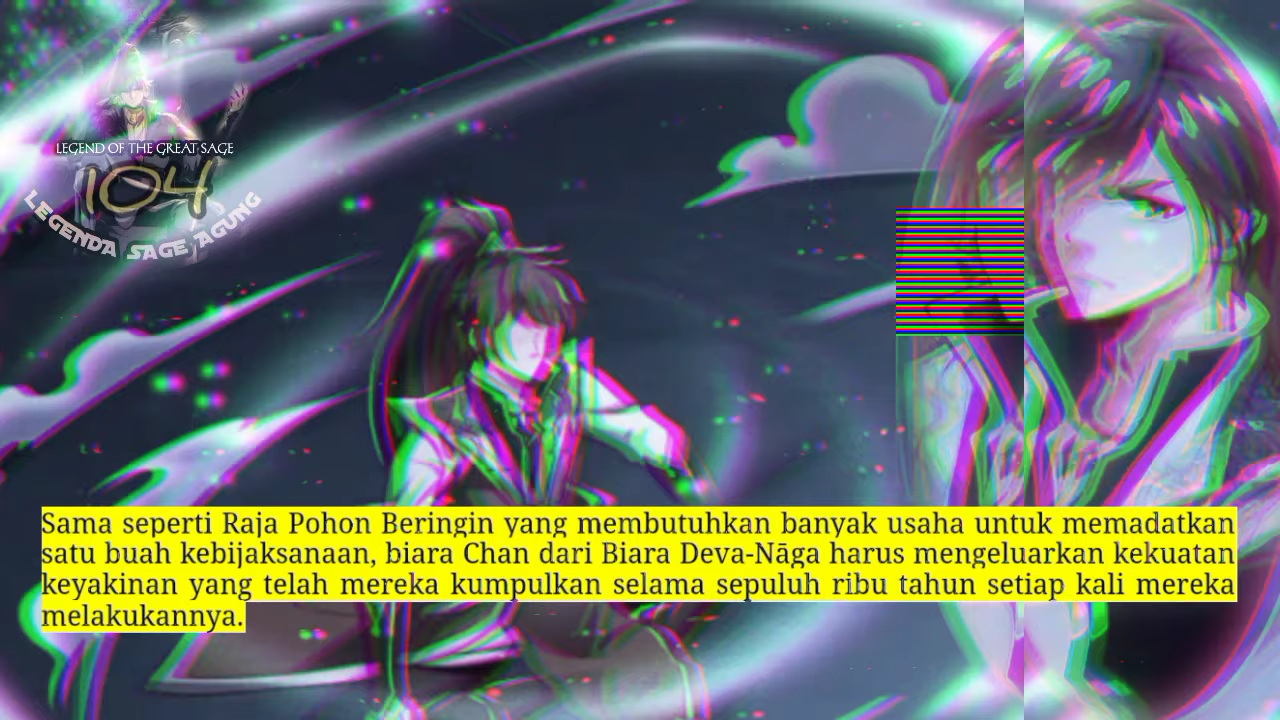 LEGEND OF THE GREAT SAGE
104
LEGENDA SAGE AGUNG
Sama seperti Raja Pohon Beringin yang membutuhkan banyak usaha untuk memadatkan
satu buah kebijaksanaan, biara Chan dari Biara Deva-Nāga harus mengeluarkan kekuatan
keyakinan yang telah mereka kumpulkan selama sepuluh ribu tahun setiap kali mereka
melakukannya.